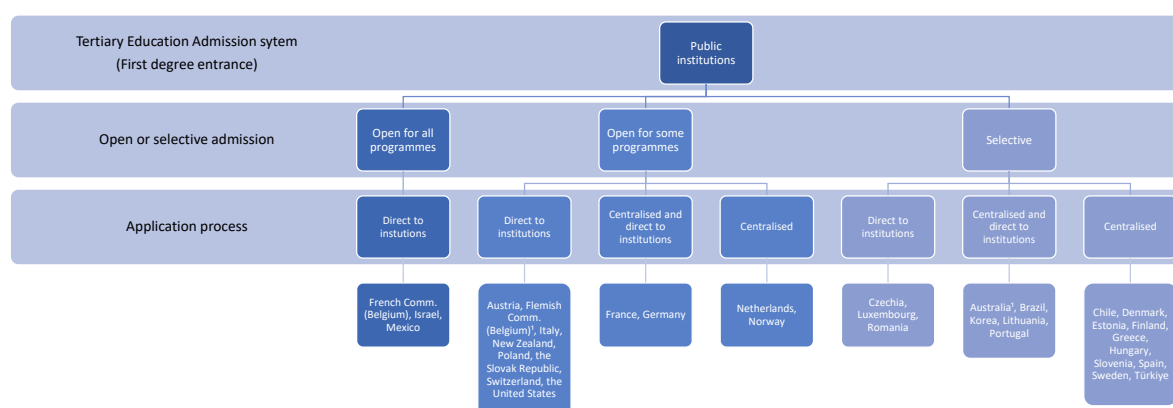 Tertiary Education Admission sytem
(First degree entrance)
Public
institutions
Open or selective admission
Open for all
programmes
Open for some
programmes
Selective
Application process
Direct to
instutions
Direct to
institutions
Centralised and
direct to
institutions
Centralised
Direct to
institutions
Centralised and
direct to
institutions
Centralised
French Comm.
(Belgium), Israel,
Mexico
Austria, Flemish
Comm.
(Belgium)¹, Italy,
New Zealand,
Poland, the
Slovak Republic,
Switzerland, the
United States
France, Germany
Netherlands,
Norway
Czechia,
Luxembourg,
Romania
Australia¹, Brazil,
Korea, Lithuania,
Portugal
Chile, Denmark,
Estonia, Finland,
Greece,
Hungary,
Slovenia, Spain,
Sweden, Türkiye